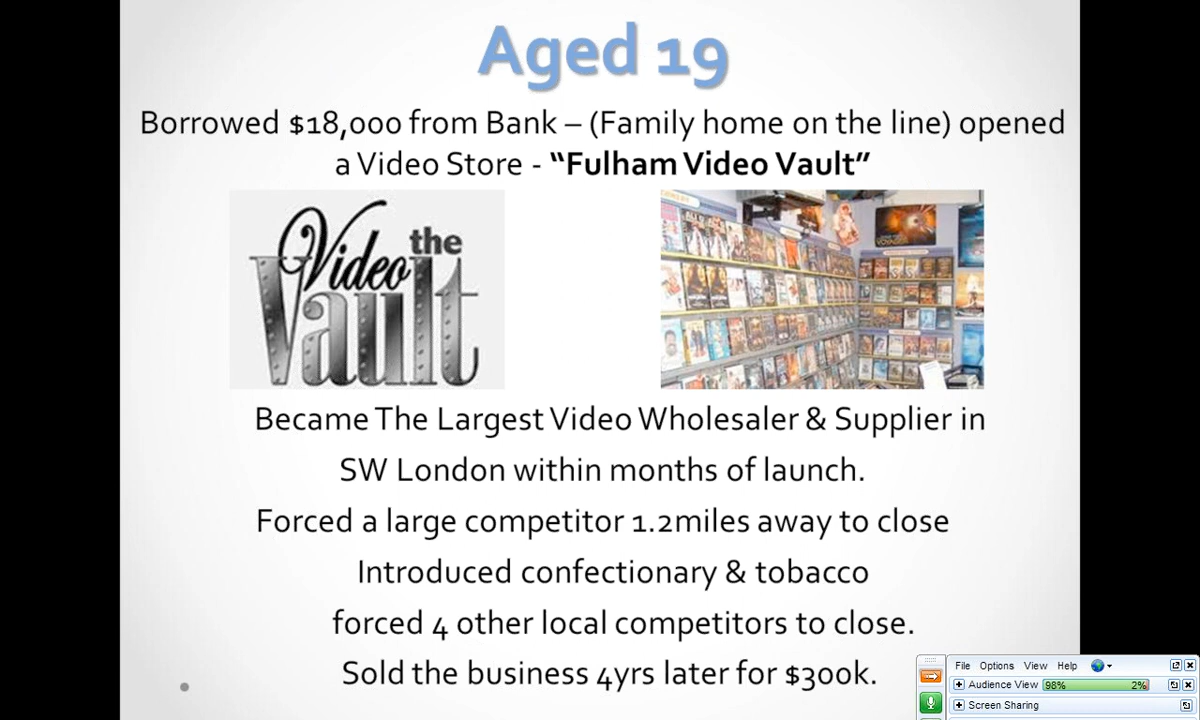 Aged 19
Borrowed $18,000 from Bank – (Family home on the line) opened
a Video Store - “Fulham Video Vault”
the
Video
Vault
Became The Largest Video Wholesaler & Supplier in
SW London within months of launch.
Forced a large competitor 1.2miles away to close
Introduced confectionary & tobacco
forced 4 other local competitors to close.
Sold the business 4yrs later for $300k.
File Options View Help
Audience View 98% 2%
Screen Sharing